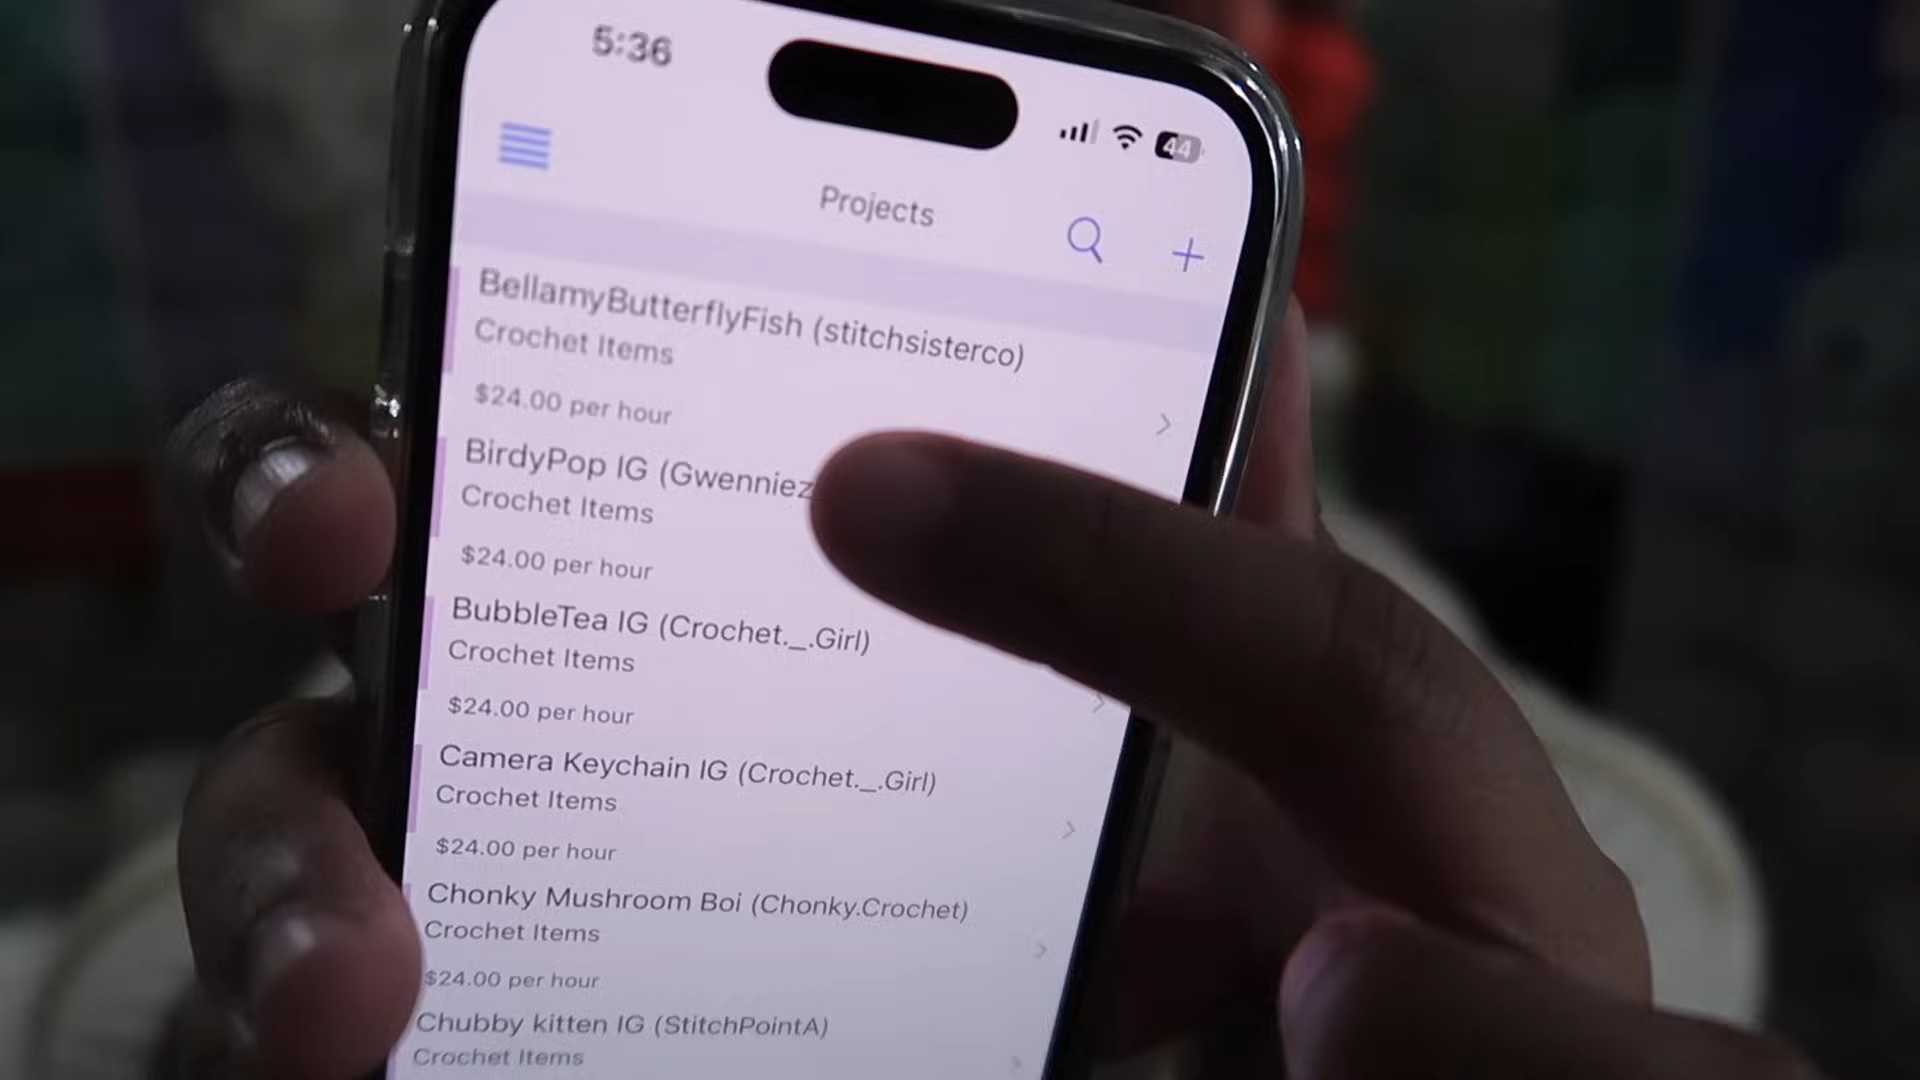 5:36
44
Projects
BellamyButterflyFish (stitchsisterco)
Crochet Items
$24.00 per hour
BirdyPop IG (Gwenniez
Crochet Items
$24.00 per hour
BubbleTea IG (Crochet._.Girl)
Crochet Items
$24.00 per hour
Camera Keychain IG (Crochet._.Girl)
Crochet Items
$24.00 per hour
Chonky Mushroom Boi (Chonky.Crochet)
Crochet Items
$24.00 per hour
Chubby kitten IG (StitchPointA)
Crochet Items